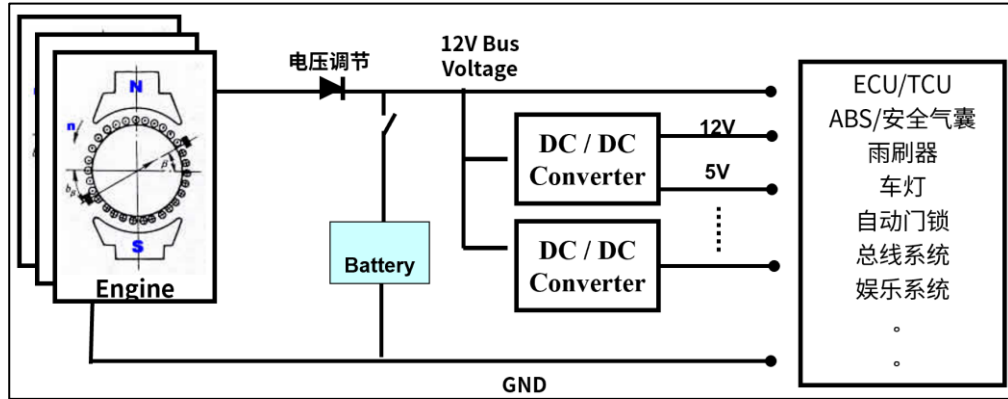 N
n
β
bβ
S
Engine
电压调节
12V Bus
Voltage
Battery
DC / DC
Converter
12V
5V
DC / DC
Converter
GND
ECU/TCU
ABS/安全气囊
雨刷器
车灯
自动门锁
总线系统
娱乐系统
。
。